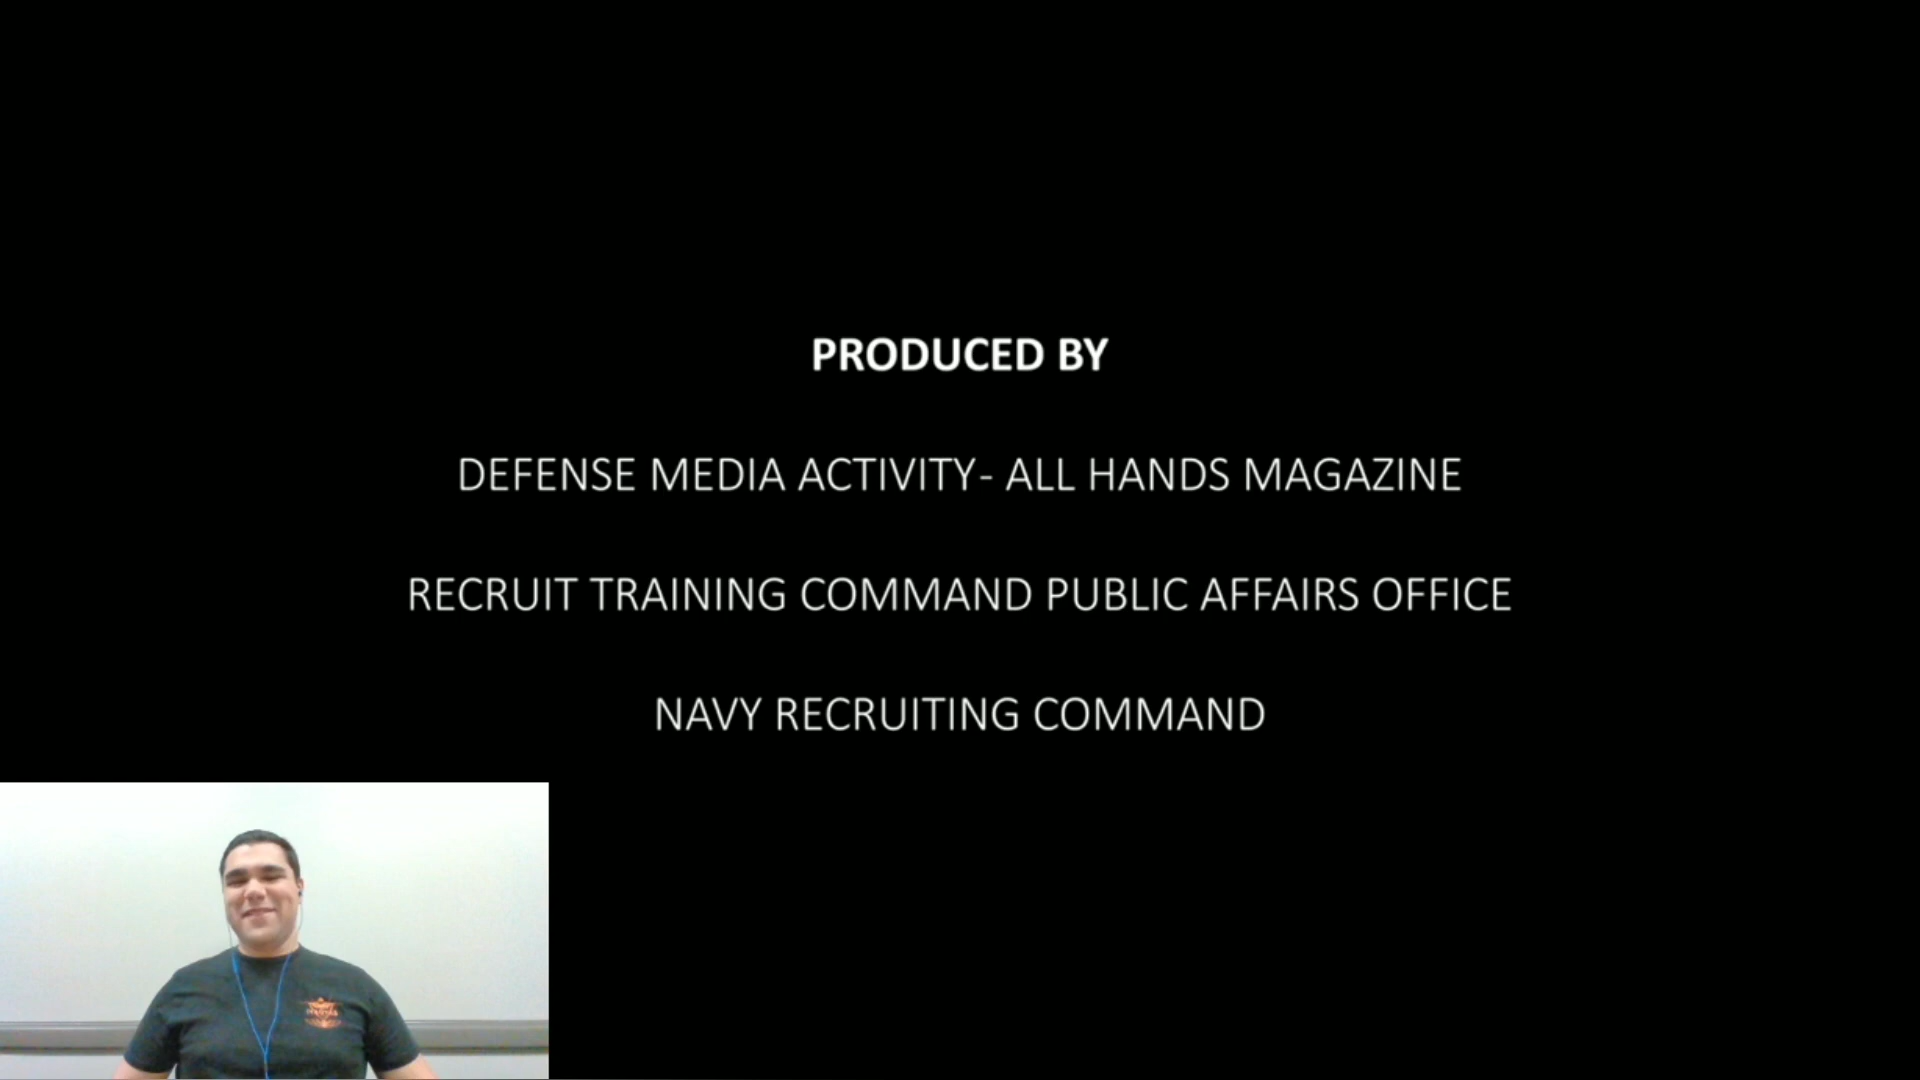 PRODUCED BY
DEFENSE MEDIA ACTIVITY- ALL HANDS MAGAZINE
RECRUIT TRAINING COMMAND PUBLIC AFFAIRS OFFICE
NAVY RECRUITING COMMAND